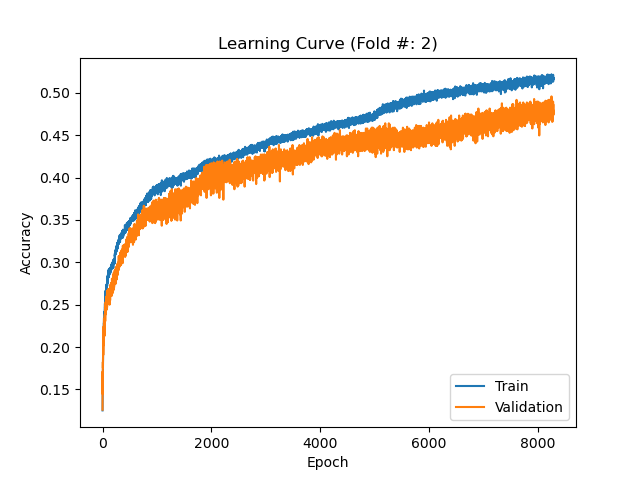 Learning Curve (Fold #: 2)
0.50
0.45
0.40
0.35
0.30
0.25
0.20
0.15
Accuracy
0 2000 4000 6000 8000
Epoch
Train
Validation